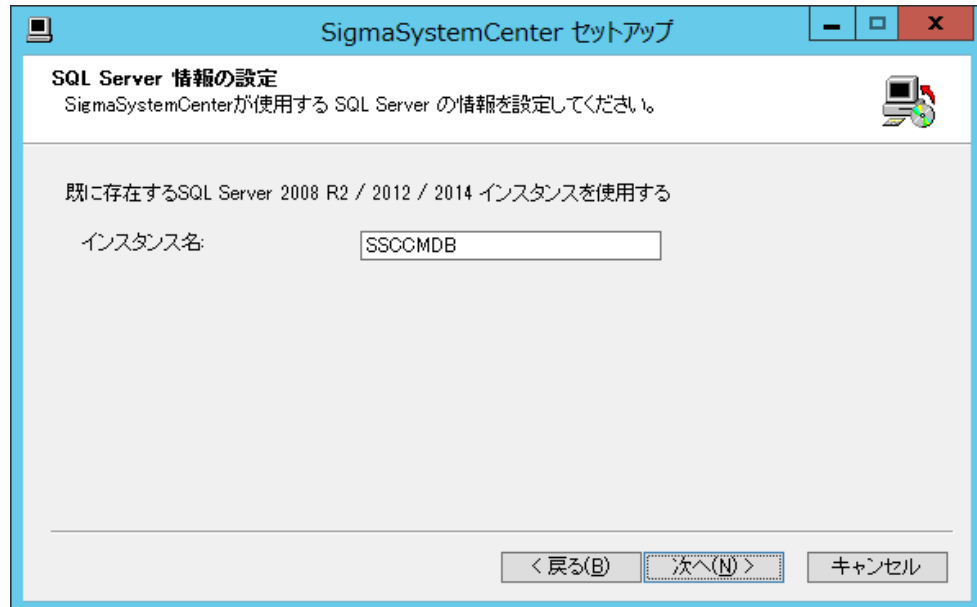 SigmaSystemCenter セットアップ
SQL Server 情報の設定
SigmaSystemCenterが使用する SQL Server の情報を設定してください。
既に存在するSQL Server 2008 R2 / 2012 / 2014 インスタンスを使用する
インスタンス名:
SSCCMDB
< 戻る(B)
次へ(N) >
キャンセル